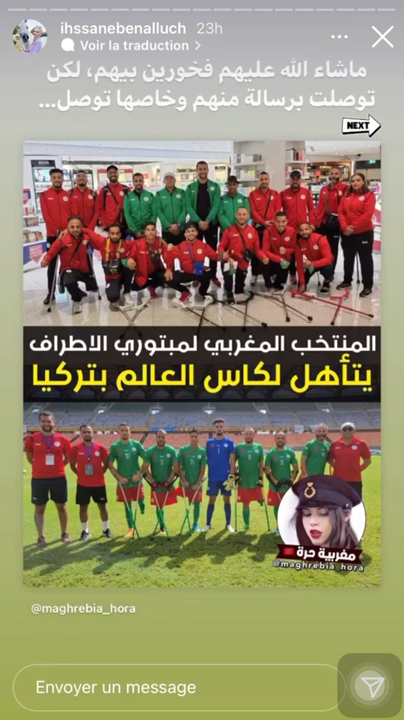 ihssanebenalluch 23h
Voir la traduction
ماشاء الله عليهم فخورين بيهم، لكن
توصلت برسالة منهم وخاصها توصل...
NEXT
المنتخب المغربي لمبتوري الاطراف
يتأهل لكاس العالم بتركيا
مغربية حرة
@maghrebia_hora
@maghrebia_hora
Envoyer un message